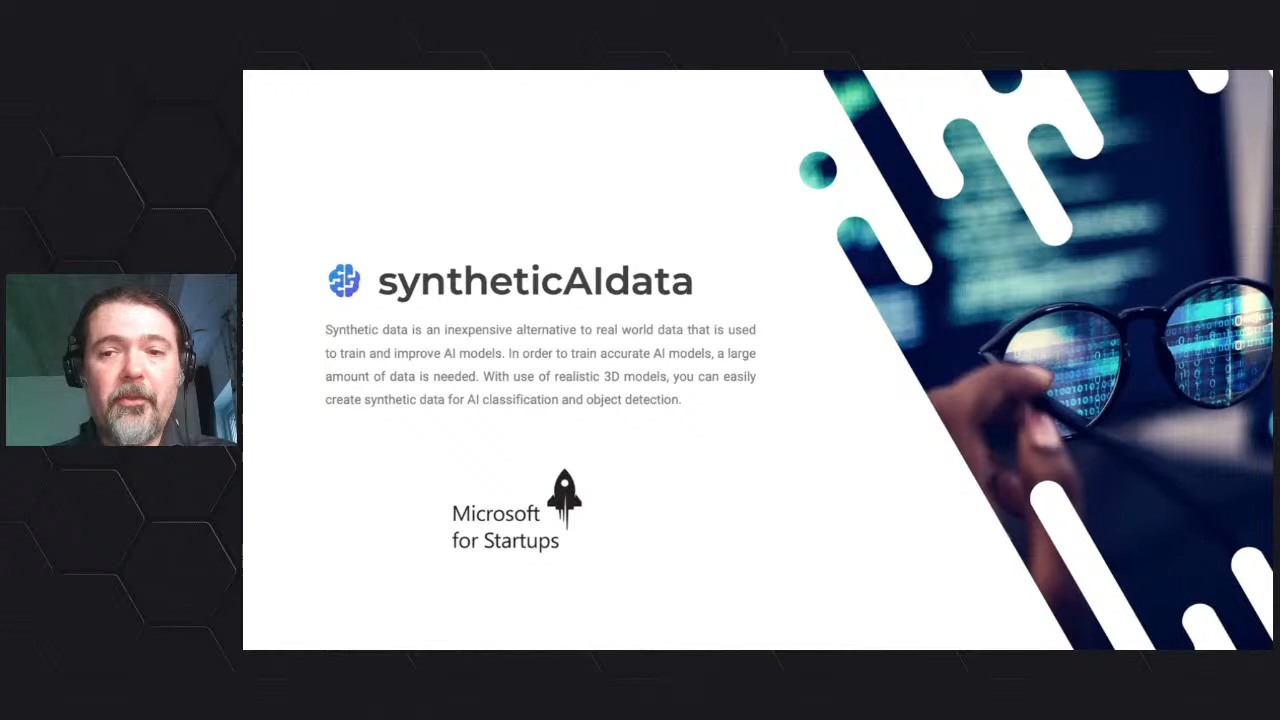 syntheticAIdata
Synthetic data is an inexpensive alternative to real world data that is used
to train and improve AI models. In order to train accurate AI models, a large
amount of data is needed. With use of realistic 3D models, you can easily
create synthetic data for AI classification and object detection.
Microsoft
for Startups